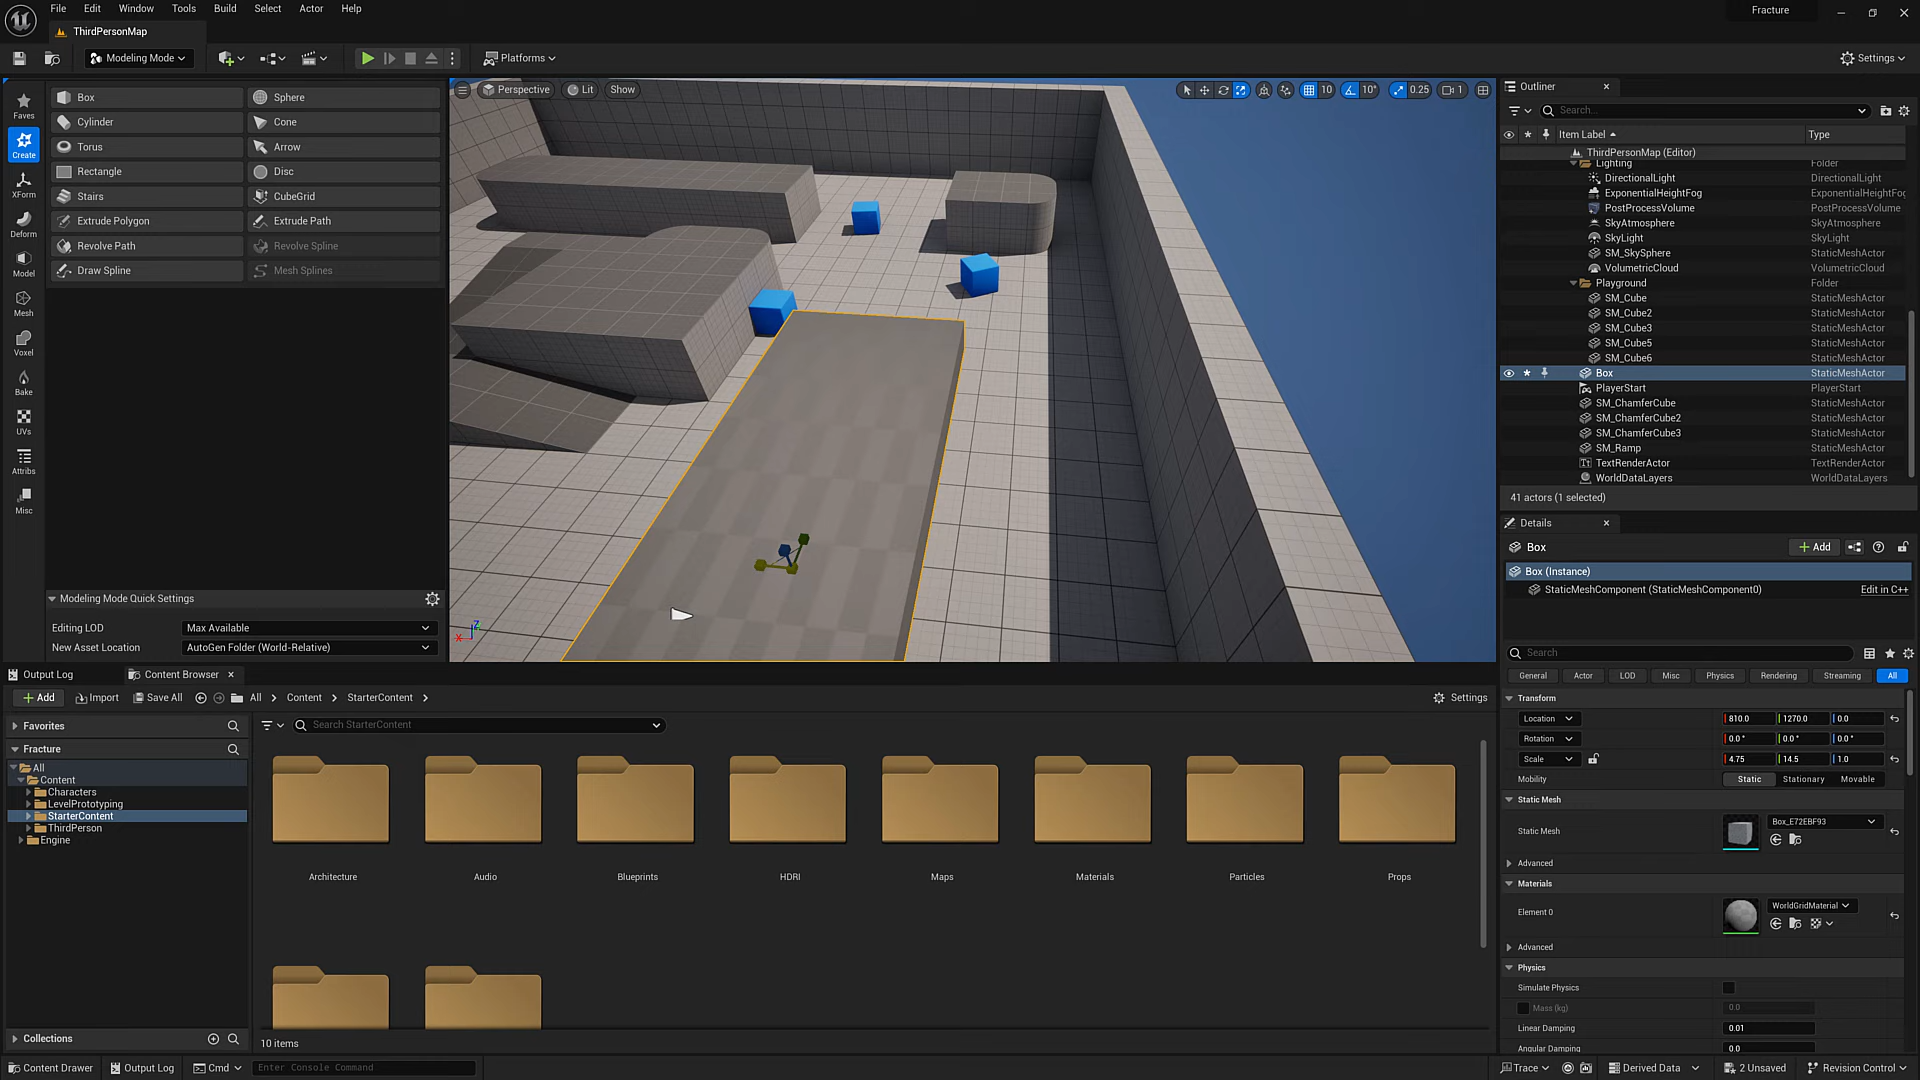 File Edit Window Tools Build Select Actor Help
Fracture
ThirdPersonMap
Modeling Mode
Platforms
Settings
Faves
Create
XForm
Deform
Model
Mesh
Voxel
Bake
UVs
Attribs
Misc
Box Sphere
Cylinder Cone
Torus Arrow
Rectangle Disc
Stairs CubeGrid
Extrude Polygon Extrude Path
Revolve Path Revolve Spline
Draw Spline Mesh Splines
Modeling Mode Quick Settings
Editing LOD Max Available
New Asset Location AutoGen Folder (World-Relative)
Perspective Lit Show
10 10° 0.25 1
X Z
Outliner
Search...
Item Label Type
ThirdPersonMap (Editor)
Lighting Folder
DirectionalLight DirectionalLight
ExponentialHeightFog ExponentialHeightFog
PostProcessVolume PostProcessVolume
SkyAtmosphere SkyAtmosphere
SkyLight SkyLight
SM_SkySphere StaticMeshActor
VolumetricCloud VolumetricCloud
Playground Folder
SM_Cube StaticMeshActor
SM_Cube2 StaticMeshActor
SM_Cube3 StaticMeshActor
SM_Cube5 StaticMeshActor
SM_Cube6 StaticMeshActor
Box StaticMeshActor
PlayerStart PlayerStart
SM_ChamferCube StaticMeshActor
SM_ChamferCube2 StaticMeshActor
SM_ChamferCube3 StaticMeshActor
SM_Ramp StaticMeshActor
TextRenderActor TextRenderActor
WorldDataLayers WorldDataLayers
41 actors (1 selected)
Details
Box
Add
Box (Instance)
StaticMeshComponent (StaticMeshComponent0) Edit in C++
Search
General Actor LOD Misc Physics Rendering Streaming All
Transform
Location 810.0 1270.0 0.0
Rotation 0.0° 0.0° 0.0°
Scale 4.75 14.5 1.0
Mobility Static Stationary Movable
Static Mesh
Static Mesh Box_E72EBF93
Advanced
Materials
Element 0 WorldGridMaterial
Advanced
Physics
Simulate Physics
Mass (kg) 0.0
Linear Damping 0.01
Angular Damping 0.0
Output Log Content Browser
Add Import Save All All Content StarterContent Settings
Favorites
Fracture
All
Content
Characters
LevelPrototyping
StarterContent
ThirdPerson
Engine
Collections
Search StarterContent
Architecture Audio Blueprints HDRI Maps Materials Particles Props
10 items
Content Drawer Output Log Cmd Enter Console Command
Trace Derived Data 2 Unsaved Revision Control